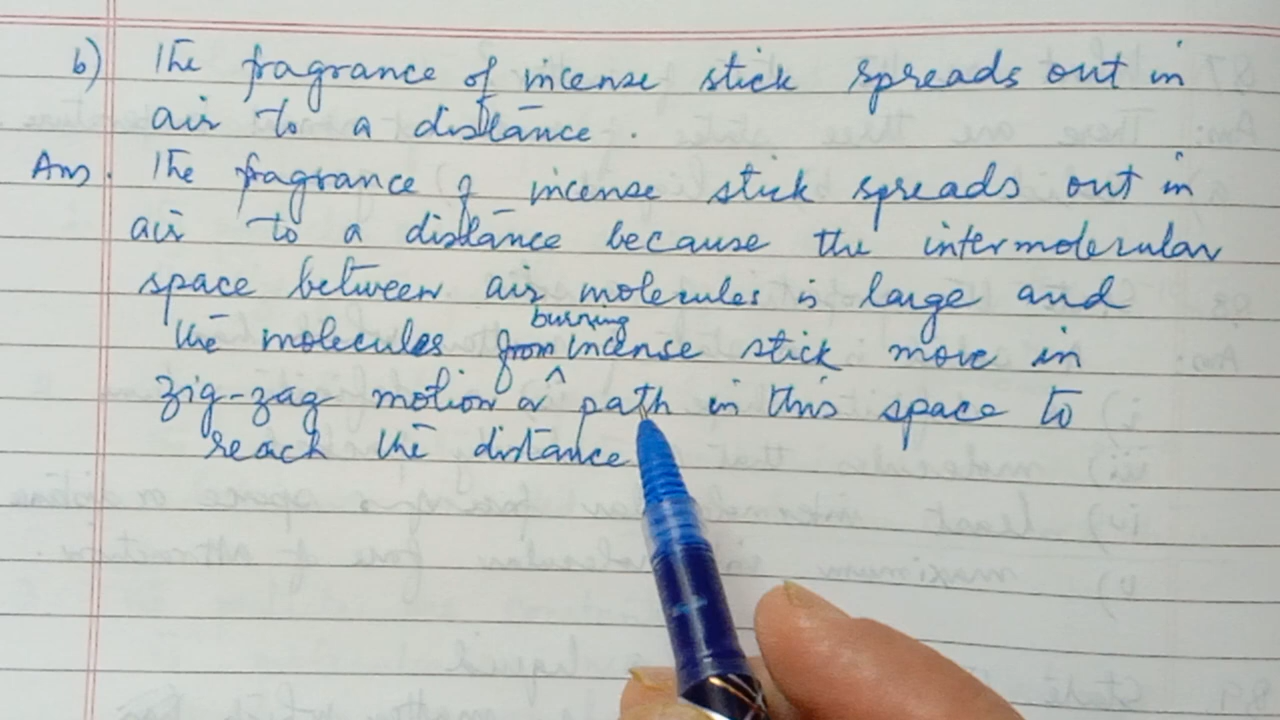 b) The fragrance of incense stick spreads out in
air to a distance.
Ans. The fragrance of incense stick spreads out in
air to a distance because the intermolecular
space between air molecules is large and
the molecules from burning incense stick move in
zig-zag motion or path in this space to
reach the distance